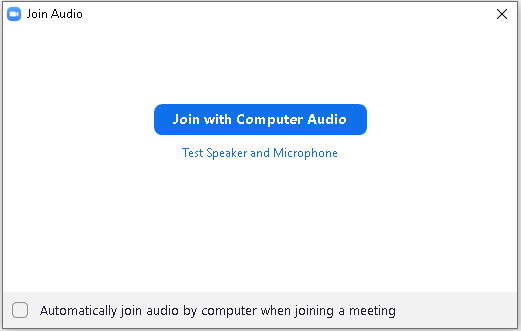 Join Audio
Join with Computer Audio
Test Speaker and Microphone
Automatically join audio by computer when joining a meeting